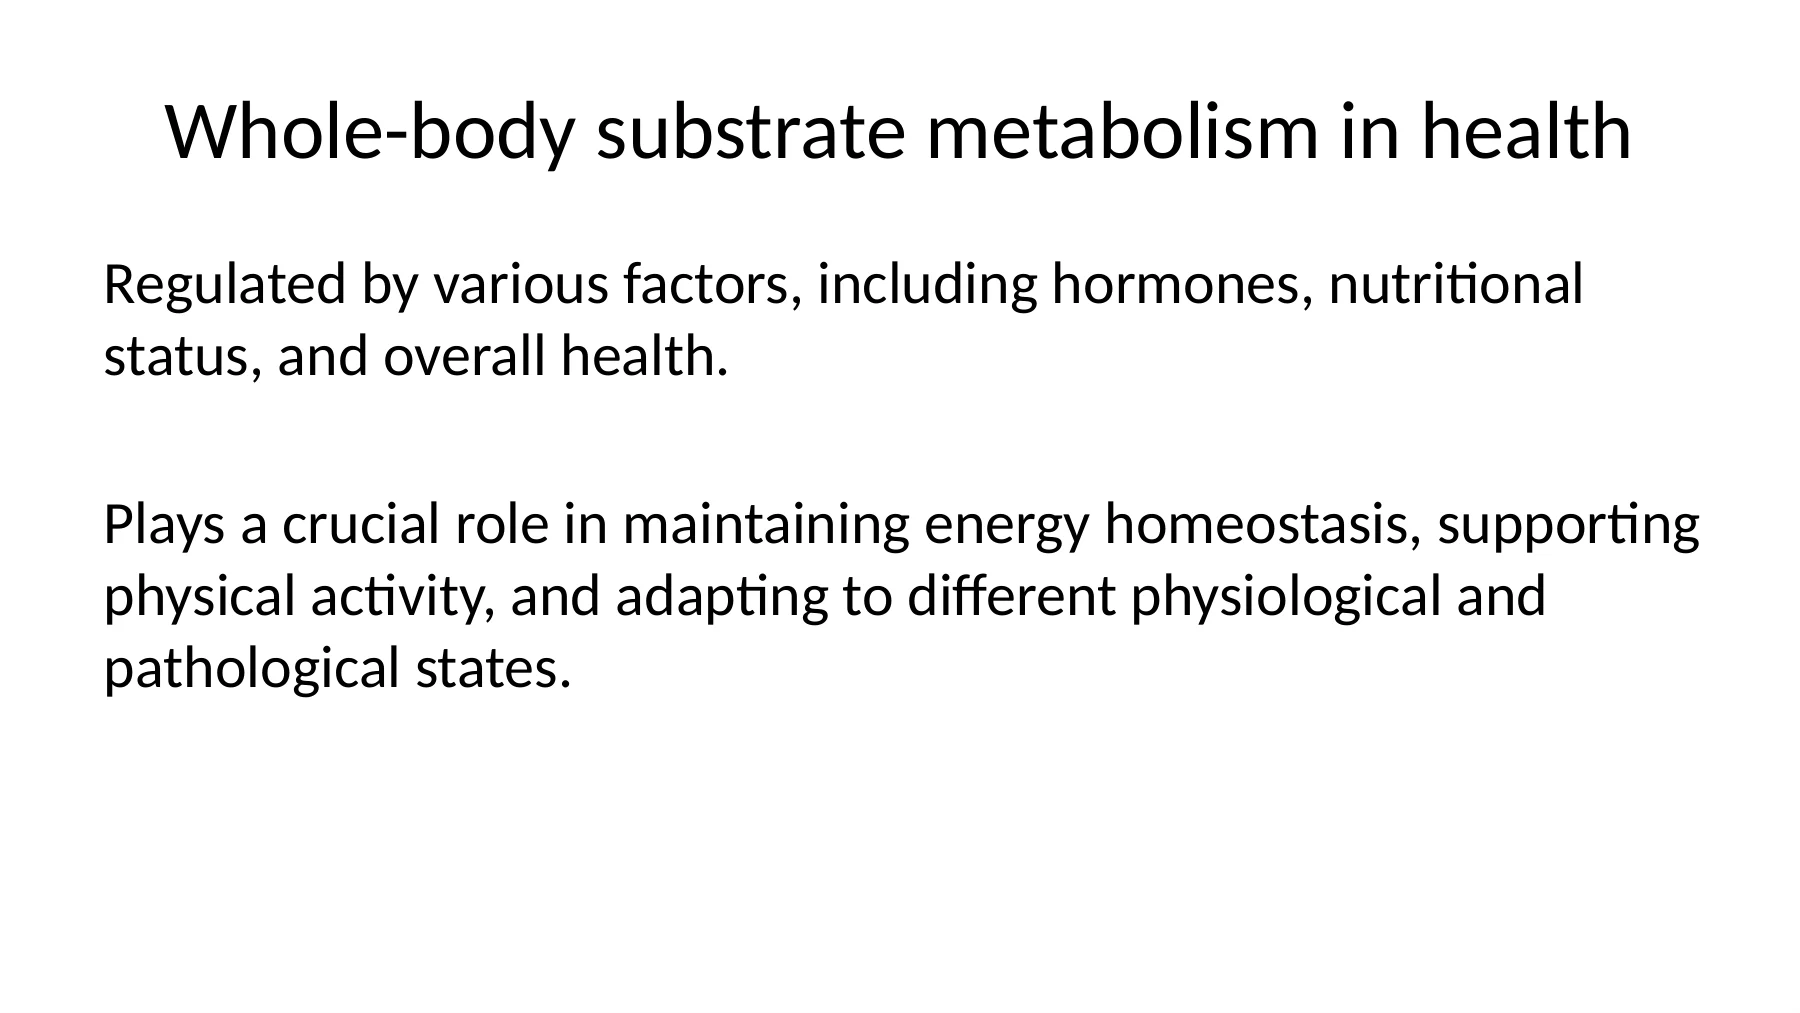 Whole-body substrate metabolism in health
Regulated by various factors, including hormones, nutritional
status, and overall health.
Plays a crucial role in maintaining energy homeostasis, supporting
physical activity, and adapting to different physiological and
pathological states.